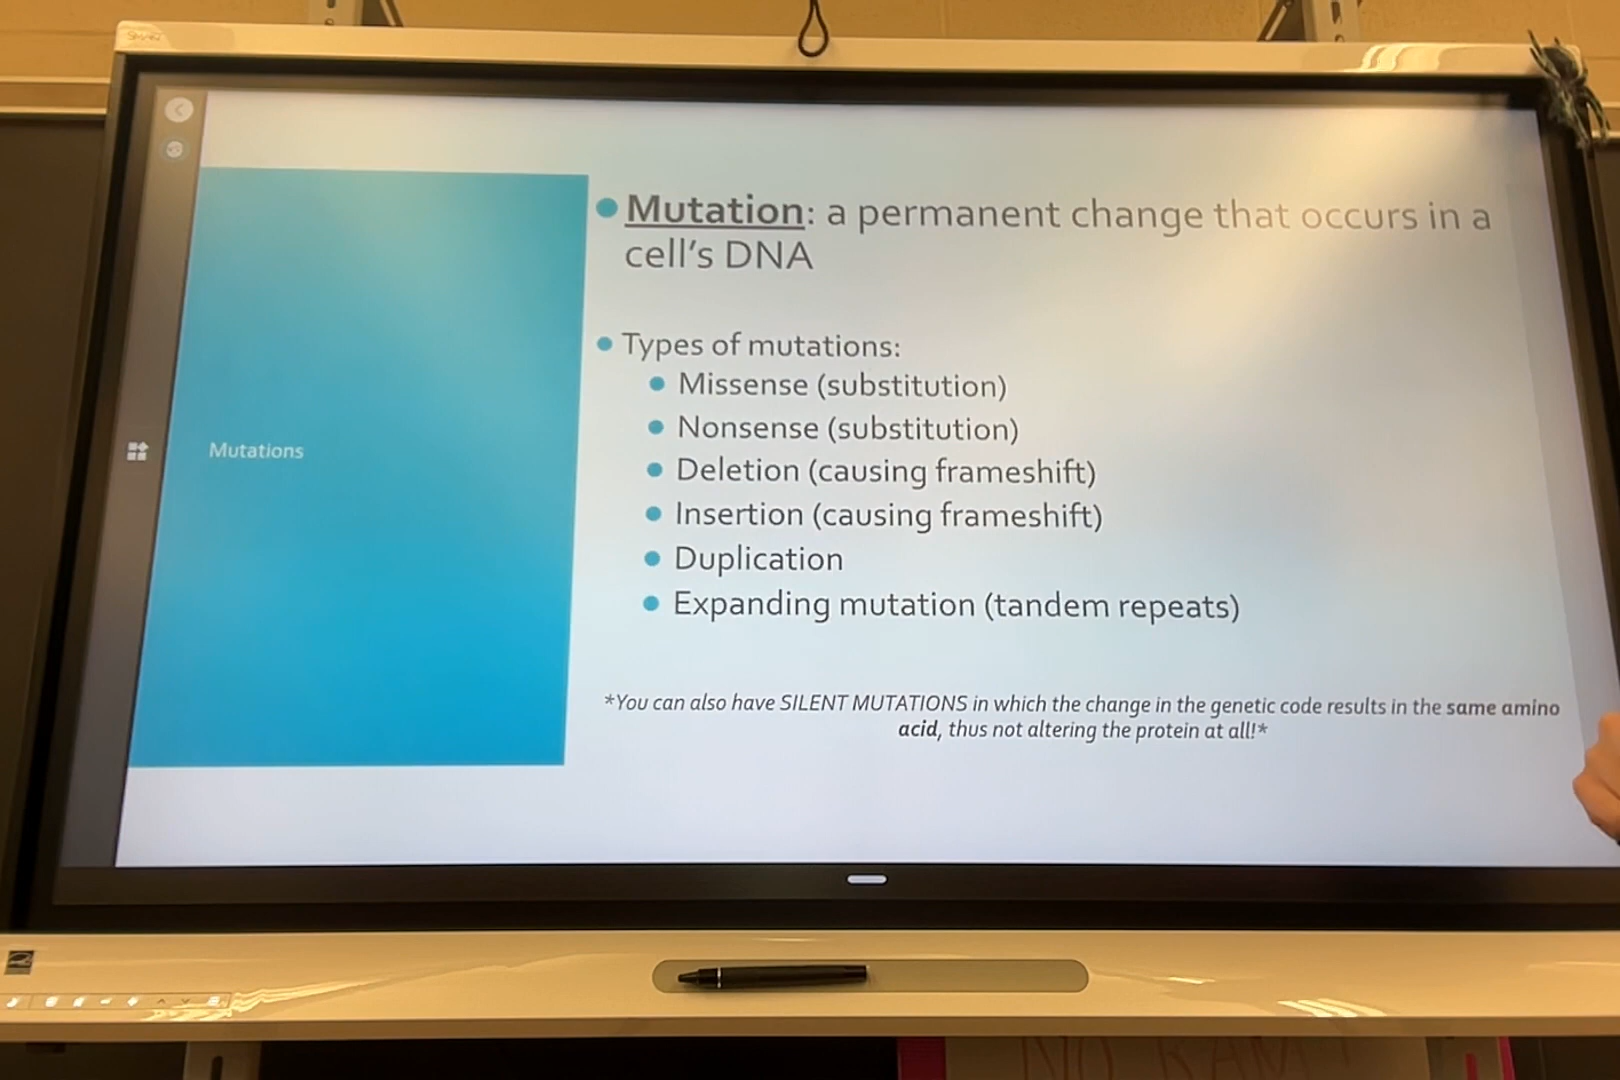 SMART
Mutations
Mutation: a permanent change that occurs in a
cell's DNA
Types of mutations:
Missense (substitution)
Nonsense (substitution)
Deletion (causing frameshift)
Insertion (causing frameshift)
Duplication
Expanding mutation (tandem repeats)
*You can also have SILENT MUTATIONS in which the change in the genetic code results in the same amino
acid, thus not altering the protein at all!*
NO